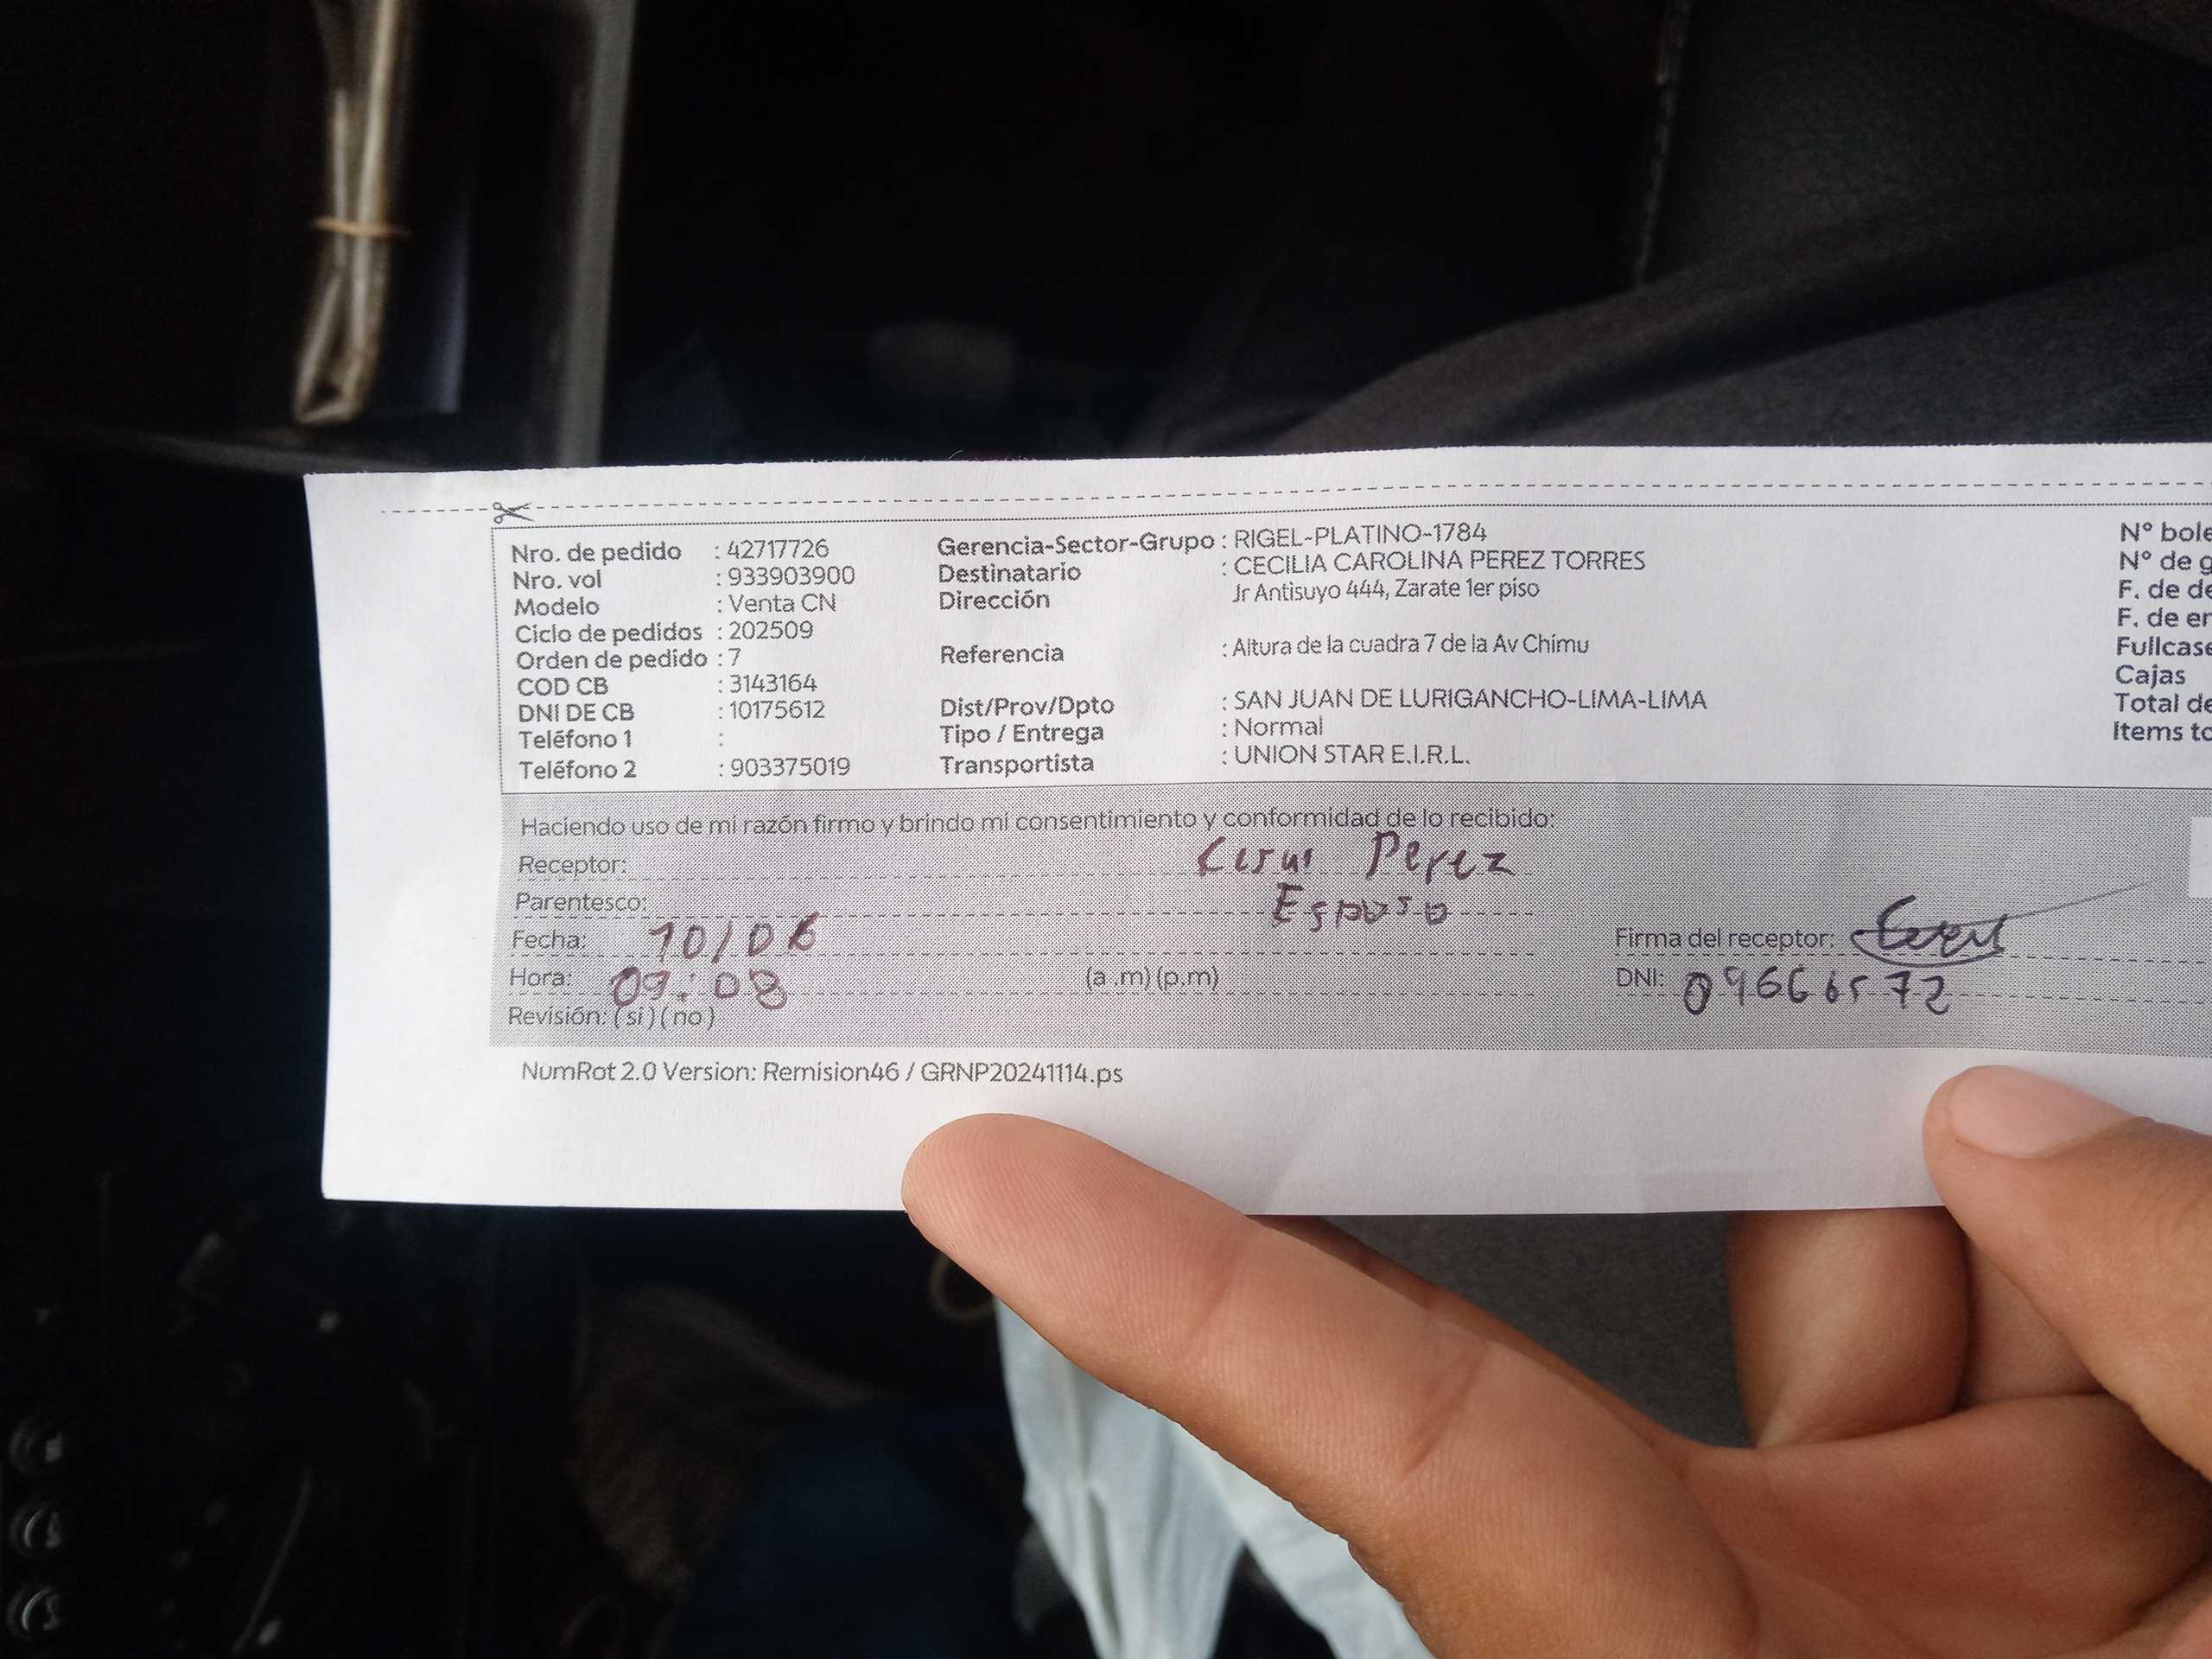 Nro. de pedido : 42717726
Nro. vol : 933903900
Modelo : Venta CN
Ciclo de pedidos : 202509
Orden de pedido : 7
COD CB : 3143164
DNI DE CB : 10175612
Teléfono 1 :
Teléfono 2 : 903375019
Gerencia-Sector-Grupo : RIGEL-PLATINO-1784
Destinatario : CECILIA CAROLINA PEREZ TORRES
Dirección Jr Antisuyo 444, Zarate 1er piso
Referencia : Altura de la cuadra 7 de la Av Chimu
Dist/Prov/Dpto : SAN JUAN DE LURIGANCHO-LIMA-LIMA
Tipo / Entrega : Normal
Transportista : UNION STAR E.I.R.L.
N° bole
N° de g
F. de de
F. de
Fullcase
Cajas
Total de
Items to
Haciendo uso de mi razón firmo y brindo mi consentimiento y conformidad de lo recibido:
Receptor: Perez
Parentesco: Esposo
Fecha: 10/06
Hora: 09:08 (a .m) (p.m)
Revisión: ( si ) ( no )
Firma del receptor:
DNI: 09666572
NumRot 2.0 Version: Remision46 / GRNP20241114.ps